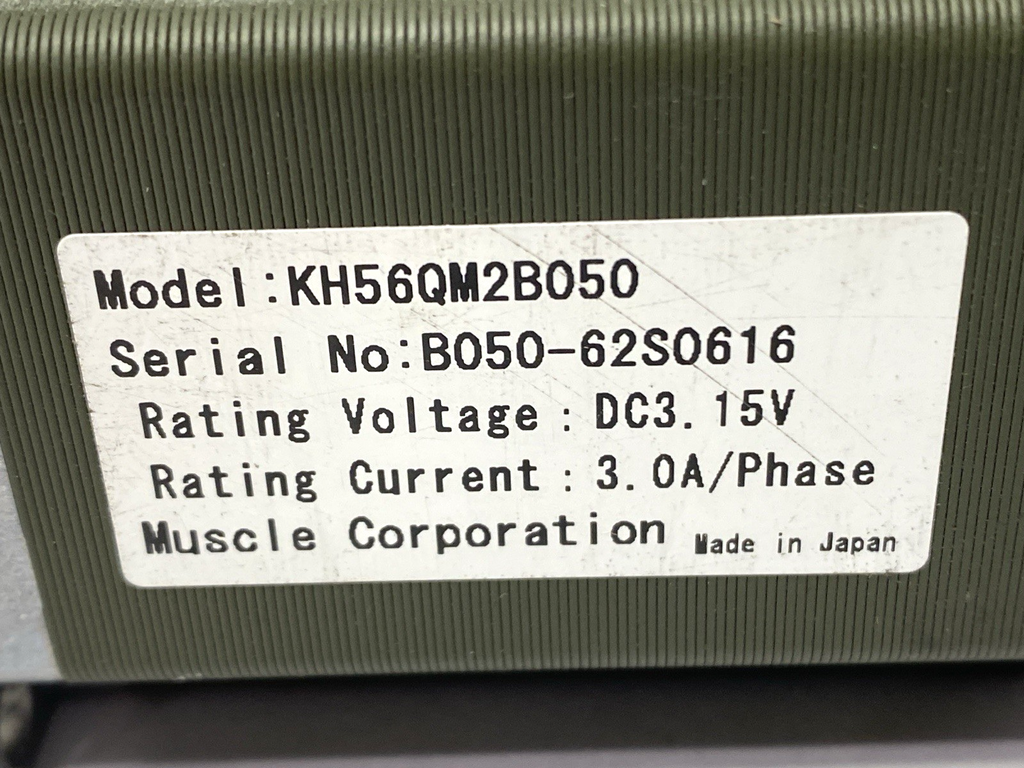 Model:KH56QM2B050
Serial No:B050-62S0616
Rating Voltage:DC3.15V
Rating Current:3.0A/Phase
Muscle Corporation Made in Japan